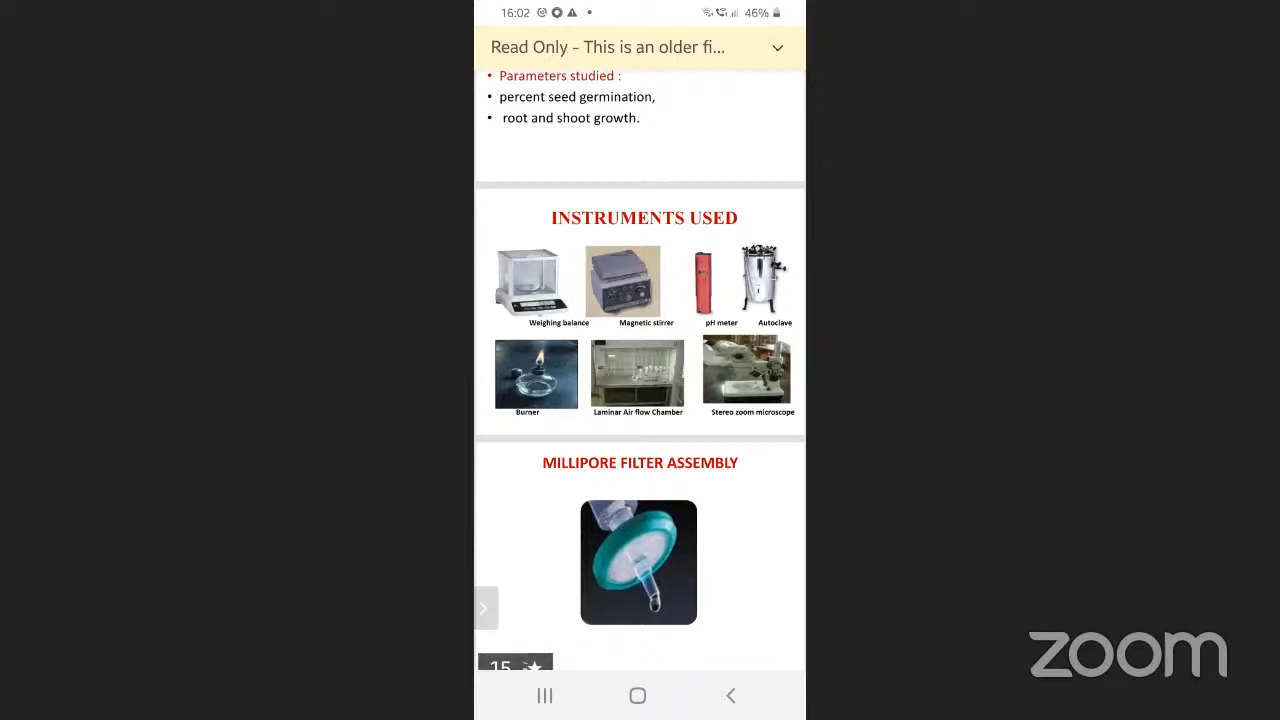 16:02
46%
Read Only - This is an older fi...
• Parameters studied :
• percent seed germination,
• root and shoot growth.
INSTRUMENTS USED
Weighing balance Magnetic stirrer pH meter Autoclave
Burner Laminar Air flow Chamber Stereo zoom microscope
MILLIPORE FILTER ASSEMBLY
15
zoom